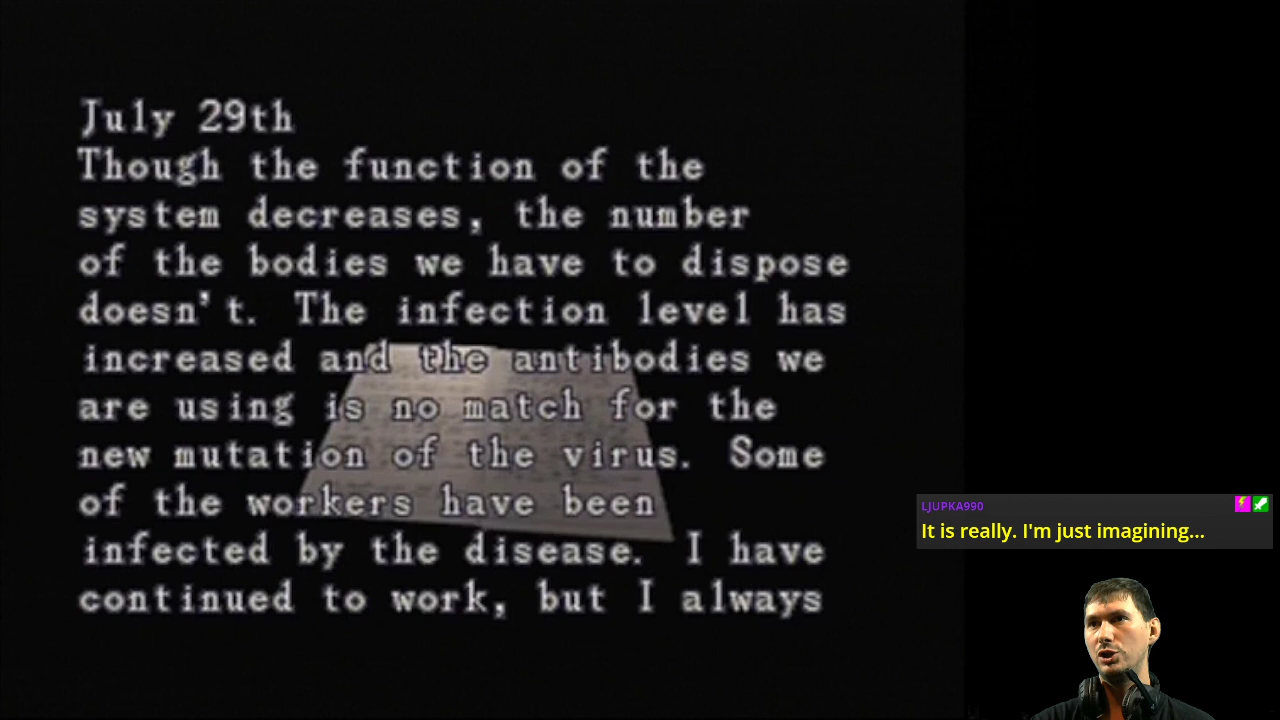 July 29th
Though the function of the
system decreases, the number
of the bodies we have to dispose
doesn't. The infection level has
increased and the antibodies we
are using is no match for the
new mutation of the virus. Some
of the workers have been
infected by the disease. I have
continued to work, but I always
LJUPKA990
It is really. I'm just imagining...